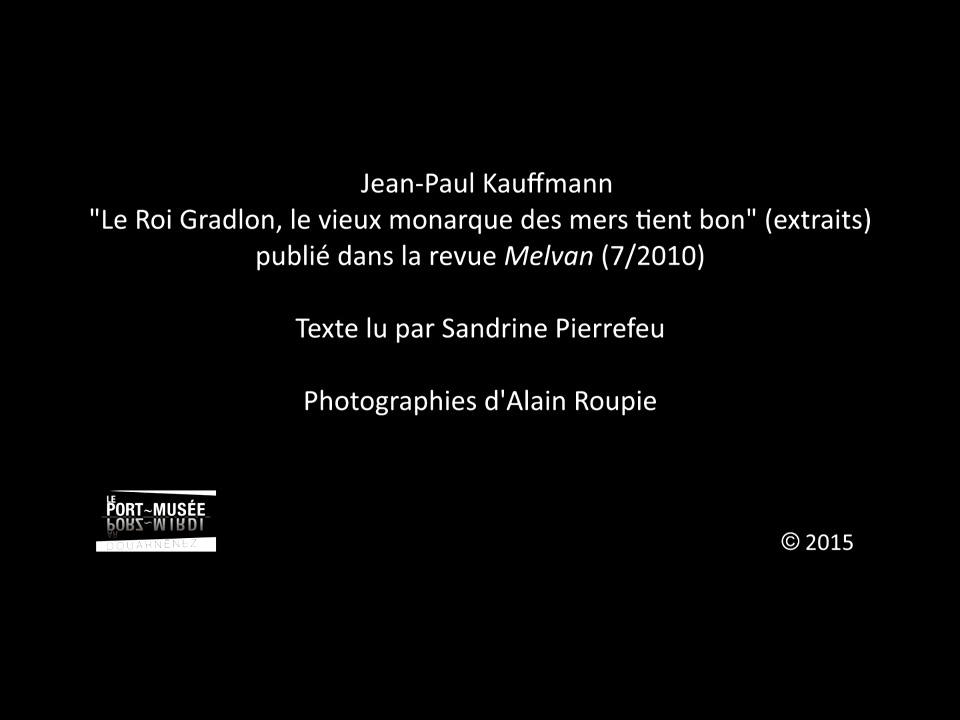 Jean-Paul Kauffmann
"Le Roi Gradlon, le vieux monarque des mers tient bon" (extraits)
publié dans la revue Melvan (7/2010)
Texte lu par Sandrine Pierrefeu
Photographies d'Alain Roupie
LE
PORT~MUSÉE
PORZ~MIRDI
AR
DOUARNENEZ
© 2015